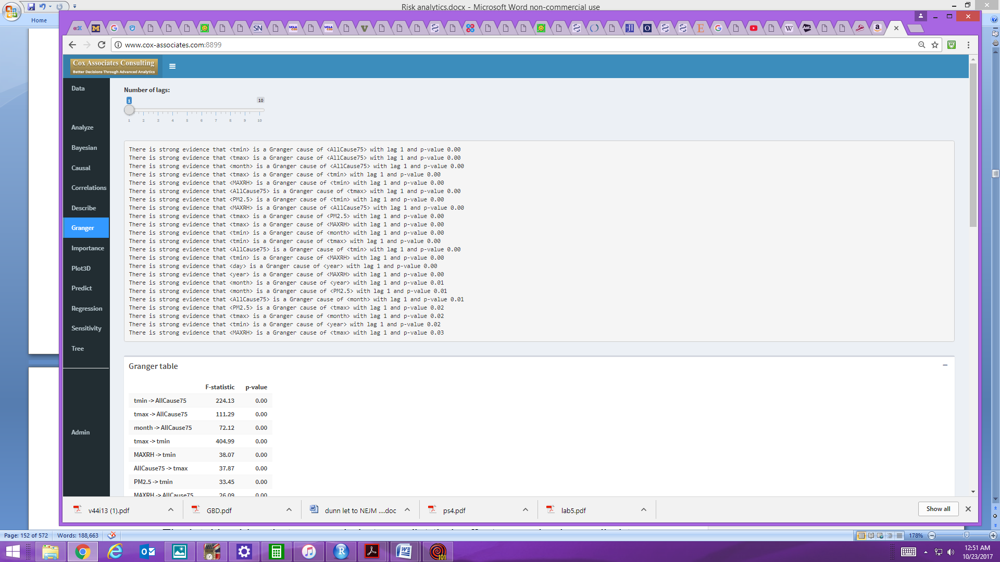 Risk analytics.docx - Microsoft Word non-commercial use
Home
www.cox-associates.com:8899
Cox Associates Consulting
Better Decisions Through Advanced Analytics
Data
Analyze
Bayesian
Causal
Correlations
Describe
Granger
Importance
Plot3D
Predict
Regression
Sensitivity
Tree
Admin
Number of lags:
1 10
1 2 3 4 5 6 7 8 9 10
There is strong evidence that <tmin> is a Granger cause of <AllCause75> with lag 1 and p-value 0.00
There is strong evidence that <tmax> is a Granger cause of <AllCause75> with lag 1 and p-value 0.00
There is strong evidence that <month> is a Granger cause of <AllCause75> with lag 1 and p-value 0.00
There is strong evidence that <tmax> is a Granger cause of <tmin> with lag 1 and p-value 0.00
There is strong evidence that <MAXRH> is a Granger cause of <tmin> with lag 1 and p-value 0.00
There is strong evidence that <AllCause75> is a Granger cause of <tmax> with lag 1 and p-value 0.00
There is strong evidence that <PM2.5> is a Granger cause of <tmin> with lag 1 and p-value 0.00
There is strong evidence that <MAXRH> is a Granger cause of <AllCause75> with lag 1 and p-value 0.00
There is strong evidence that <tmax> is a Granger cause of <PM2.5> with lag 1 and p-value 0.00
There is strong evidence that <tmax> is a Granger cause of <MAXRH> with lag 1 and p-value 0.00
There is strong evidence that <tmin> is a Granger cause of <month> with lag 1 and p-value 0.00
There is strong evidence that <tmin> is a Granger cause of <tmax> with lag 1 and p-value 0.00
There is strong evidence that <AllCause75> is a Granger cause of <tmin> with lag 1 and p-value 0.00
There is strong evidence that <tmin> is a Granger cause of <MAXRH> with lag 1 and p-value 0.00
There is strong evidence that <day> is a Granger cause of <year> with lag 1 and p-value 0.00
There is strong evidence that <year> is a Granger cause of <MAXRH> with lag 1 and p-value 0.00
There is strong evidence that <month> is a Granger cause of <year> with lag 1 and p-value 0.01
There is strong evidence that <month> is a Granger cause of <PM2.5> with lag 1 and p-value 0.01
There is strong evidence that <AllCause75> is a Granger cause of <month> with lag 1 and p-value 0.01
There is strong evidence that <PM2.5> is a Granger cause of <tmax> with lag 1 and p-value 0.02
There is strong evidence that <tmax> is a Granger cause of <month> with lag 1 and p-value 0.02
There is strong evidence that <tmin> is a Granger cause of <year> with lag 1 and p-value 0.02
There is strong evidence that <MAXRH> is a Granger cause of <tmax> with lag 1 and p-value 0.03
Granger table
F-statistic p-value
tmin -> AllCause75 224.13 0.00
tmax -> AllCause75 111.29 0.00
month -> AllCause75 72.12 0.00
tmax -> tmin 404.99 0.00
MAXRH -> tmin 38.07 0.00
AllCause75 -> tmax 37.87 0.00
PM2.5 -> tmin 33.45 0.00
MAXRH -> AllCause75 26.09 0.00
v44i13 (1).pdf
GBD.pdf
dunn let to NEJM ....doc
ps4.pdf
lab5.pdf
Show all
Page: 152 of 572 Words: 188,663 178%
12:51 AM
10/23/2017